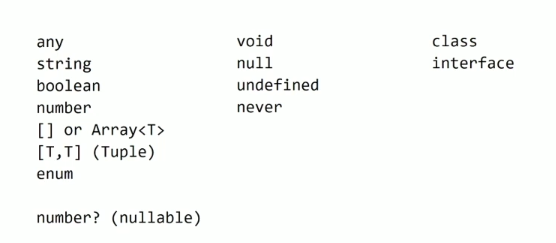 any void class
string null interface
boolean undefined
number never
[] or Array<T>
[T,T] (Tuple)
enum
number? (nullable)